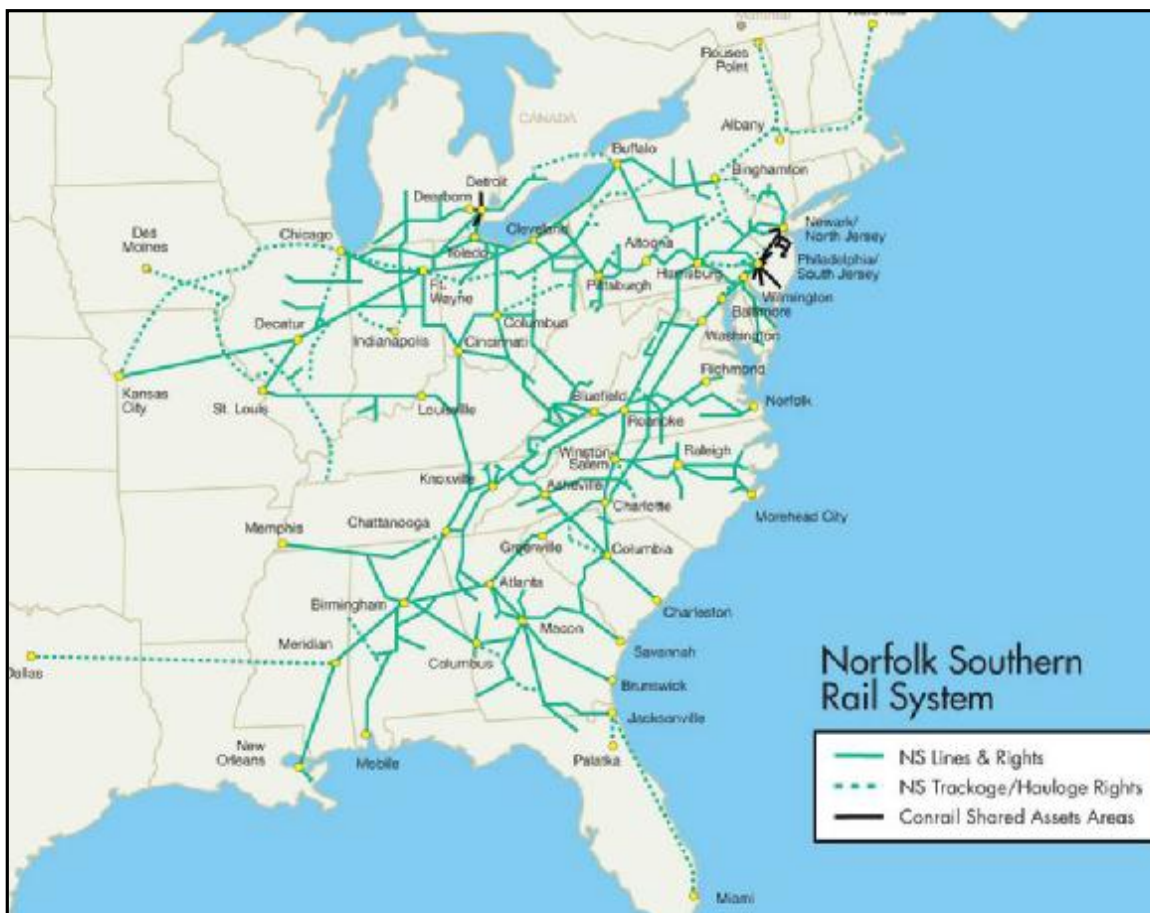 Montreal
Rouses
Point
CANADA
Albany
Buffalo
Binghamton
Detroit
Dearborn
Newark/
North Jersey
Des
Moines
Chicago
Cleveland
Toledo
Altoona
Harrisburg
Philadelphia/
South Jersey
Pittsburgh
Ft.
Wayne
Wilmington
Baltimore
Washington
Decatur
Indianapolis
Columbus
Cincinnati
Richmond
Kansas
City
St. Louis
Louisville
Bluefield
Roanoke
Norfolk
Winston
Salem
Raleigh
Knoxville
Asheville
Charlotte
Morehead City
Chattanooga
Memphis
Greenville
Columbia
Atlanta
Birmingham
Charleston
Macon
Meridian
Columbus
Savannah
Dallas
Brunswick
Jacksonville
New
Orleans
Mobile
Palatka
Miami
Norfolk Southern
Rail System
NS Lines & Rights
NS Trackage/Haulage Rights
Conrail Shared Assets Areas